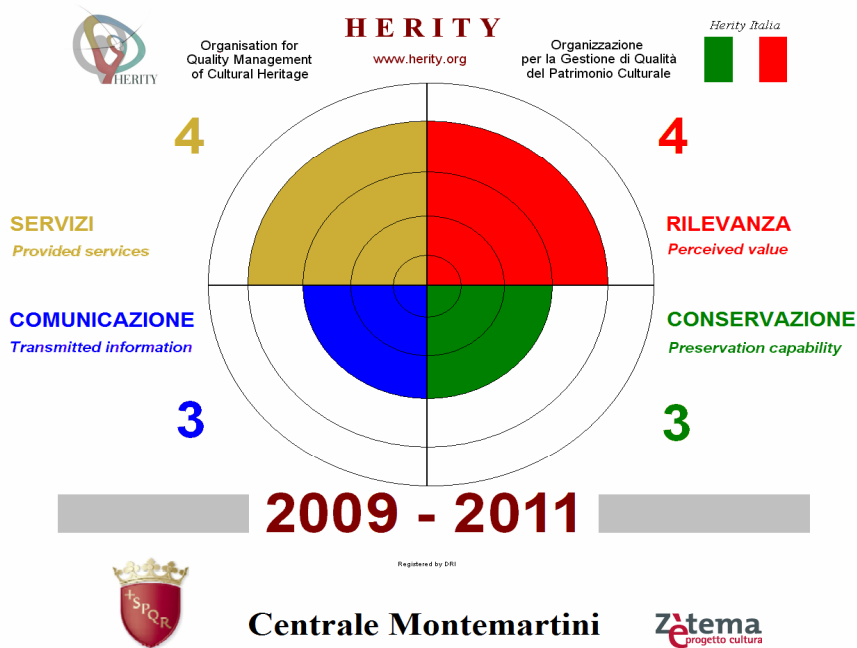 HERITY
Organisation for
Quality Management
of Cultural Heritage
H E R I T Y
www.herity.org
Organizzazione
per la Gestione di Qualità
del Patrimonio Culturale
Herity Italia
4
4
SERVIZI
Provided services
RILEVANZA
Perceived value
COMUNICAZIONE
Transmitted information
CONSERVAZIONE
Preservation capability
3
3
2009 - 2011
Registered by DRI
SPQR
Centrale Montemartini
Zètema
progetto cultura